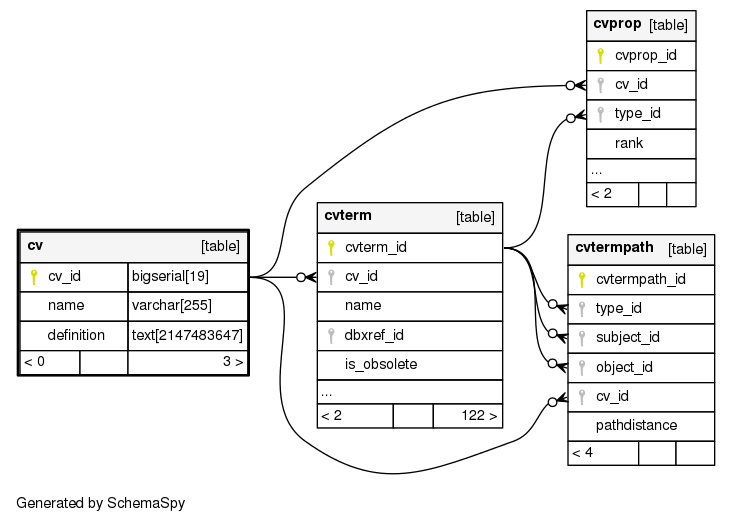 cvprop [table]
cvprop_id
cv_id
type_id
rank
...
< 2
cvterm [table]
cvterm_id
cv_id
name
dbxref_id
is_obsolete
...
< 2 122 >
cv [table]
cv_id bigserial[19]
name varchar[255]
definition text[2147483647]
< 0 3 >
cvtermpath [table]
cvtermpath_id
type_id
subject_id
object_id
cv_id
pathdistance
< 4
Generated by SchemaSpy